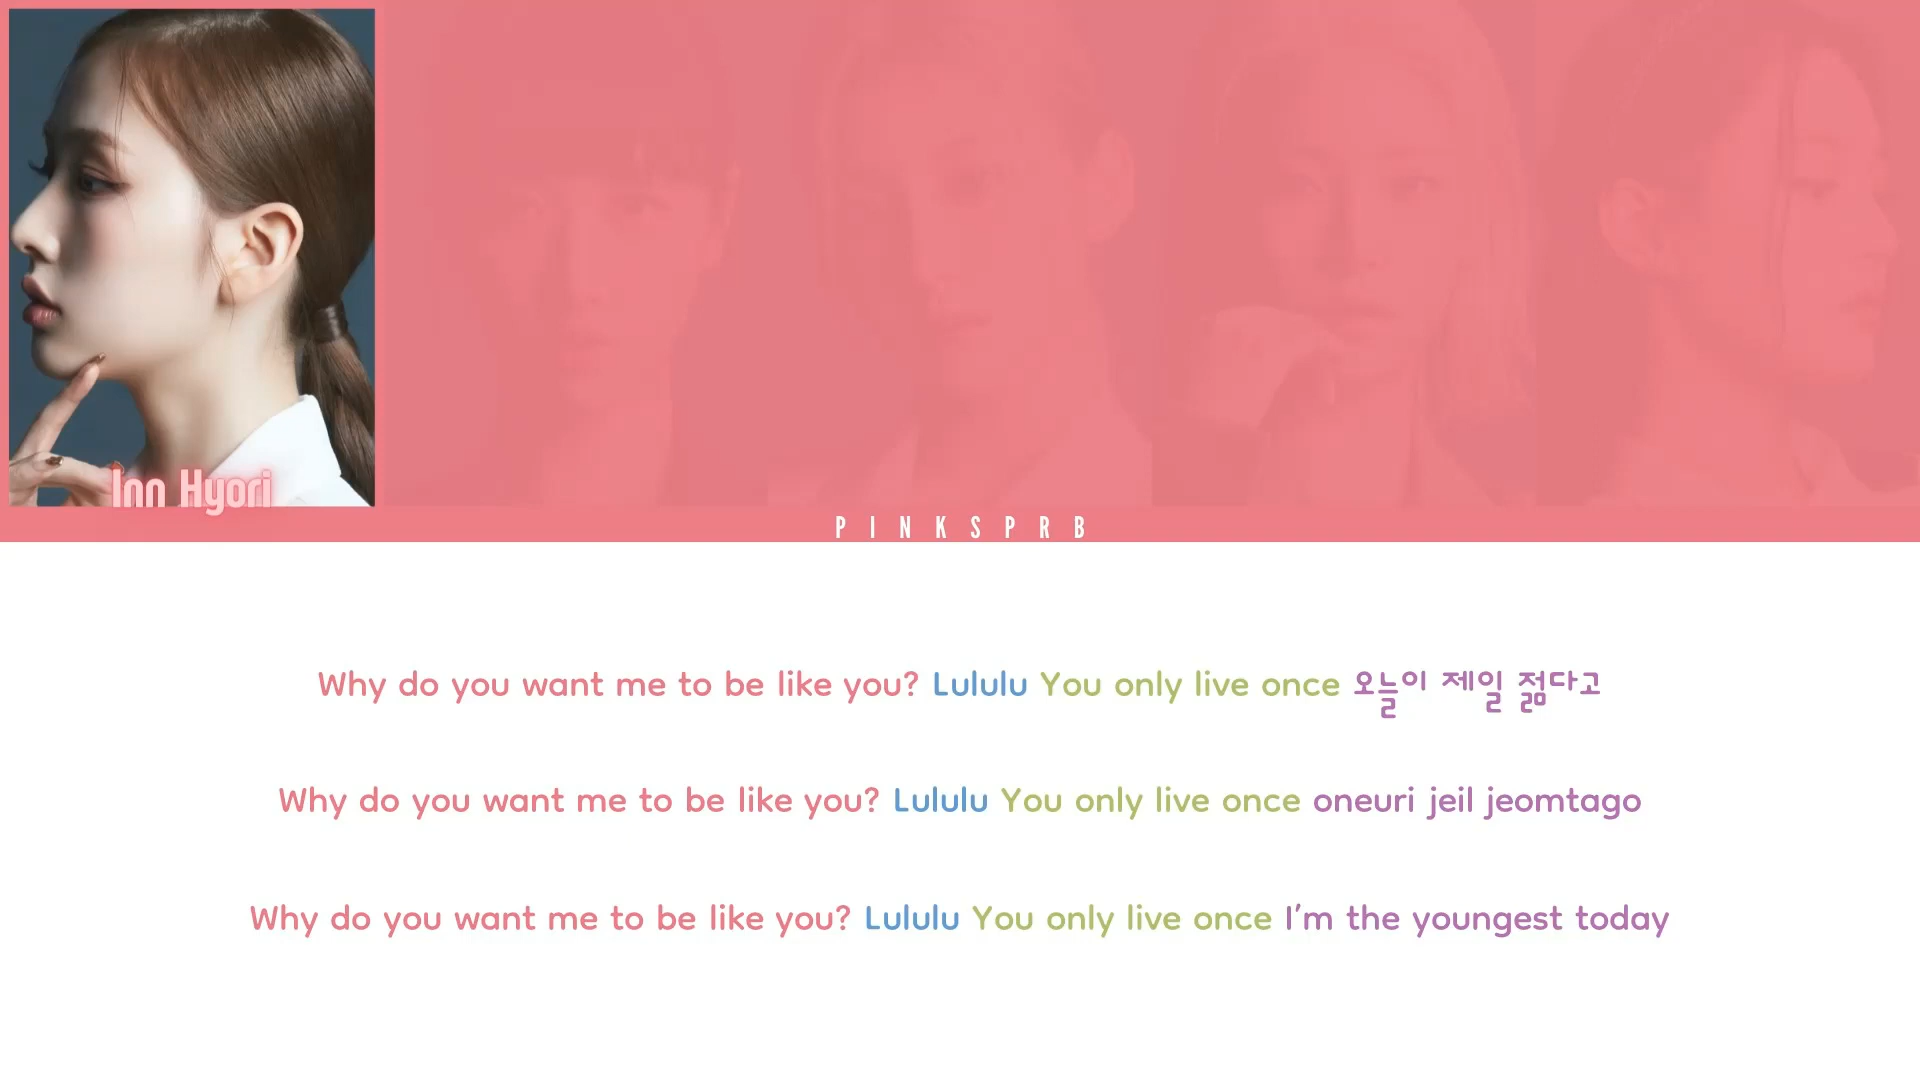 Inn Hyori
PINKSPRB
Why do you want me to be like you? Lululu You only live once 오늘이 제일 젊다고
Why do you want me to be like you? Lululu You only live once oneuri jeil jeomtago
Why do you want me to be like you? Lululu You only live once I'm the youngest today